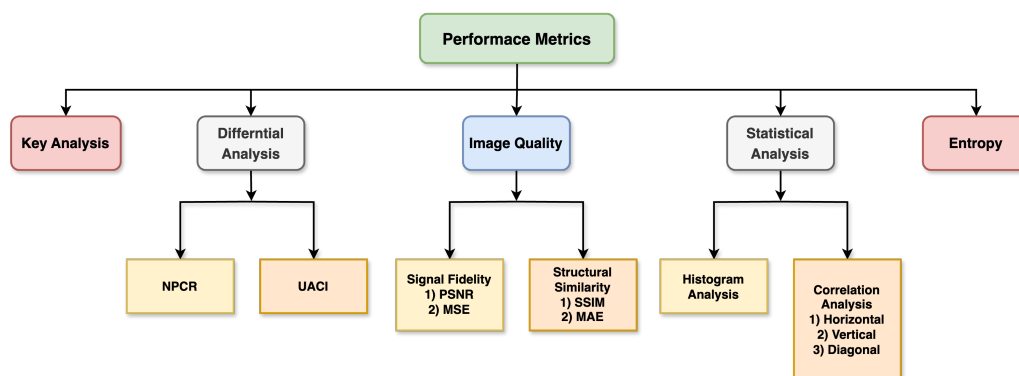 Performace Metrics
Key Analysis
Differntial
Analysis
Image Quality
Statistical
Analysis
Entropy
NPCR
UACI
Signal Fidelity
1) PSNR
2) MSE
Structural
Similarity
1) SSIM
2) MAE
Histogram
Analysis
Correlation
Analysis
1) Horizontal
2) Vertical
3) Diagonal